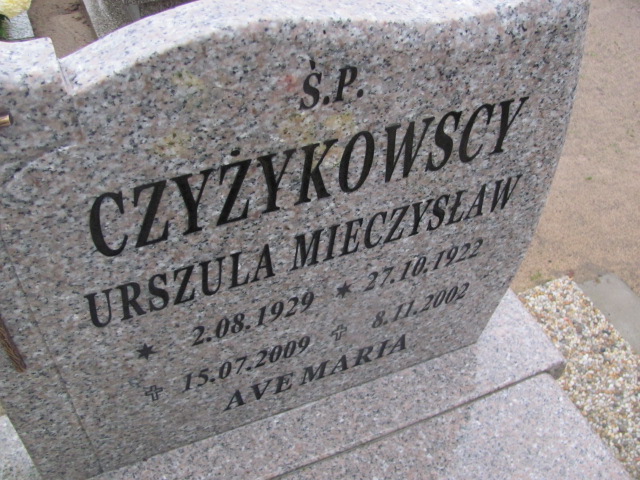 Ś.P.
CZYŻYKOWSCY
URSZULA MIECZYSŁAW
* 2.08.1929 * 27.10.1922
✝ 15.07.2009 ✝ 8.11.2002
AVE MARIA